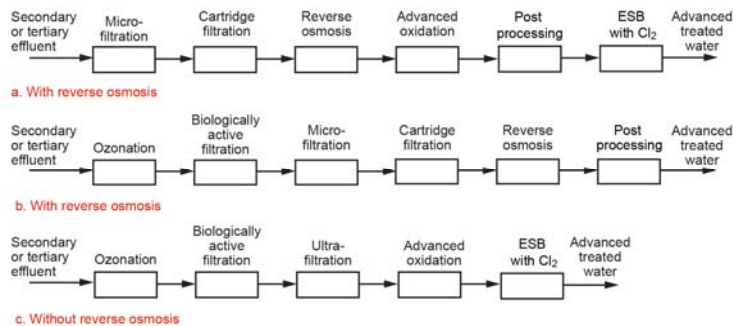 Secondary
or tertiary
effluent
Micro-
filtration
Cartridge
filtration
Reverse
osmosis
Advanced
oxidation
Post
processing
ESB
with Cl₂
Advanced
treated
water
a. With reverse osmosis
Secondary
or tertiary
effluent
Ozonation
Biologically
active
filtration
Micro-
filtration
Cartridge
filtration
Reverse
osmosis
Post
processing
Advanced
treated
water
b. With reverse osmosis
Secondary
or tertiary
effluent
Ozonation
Biologically
active
filtration
Ultra-
filtration
Advanced
oxidation
ESB
with Cl₂
Advanced
treated
water
c. Without reverse osmosis